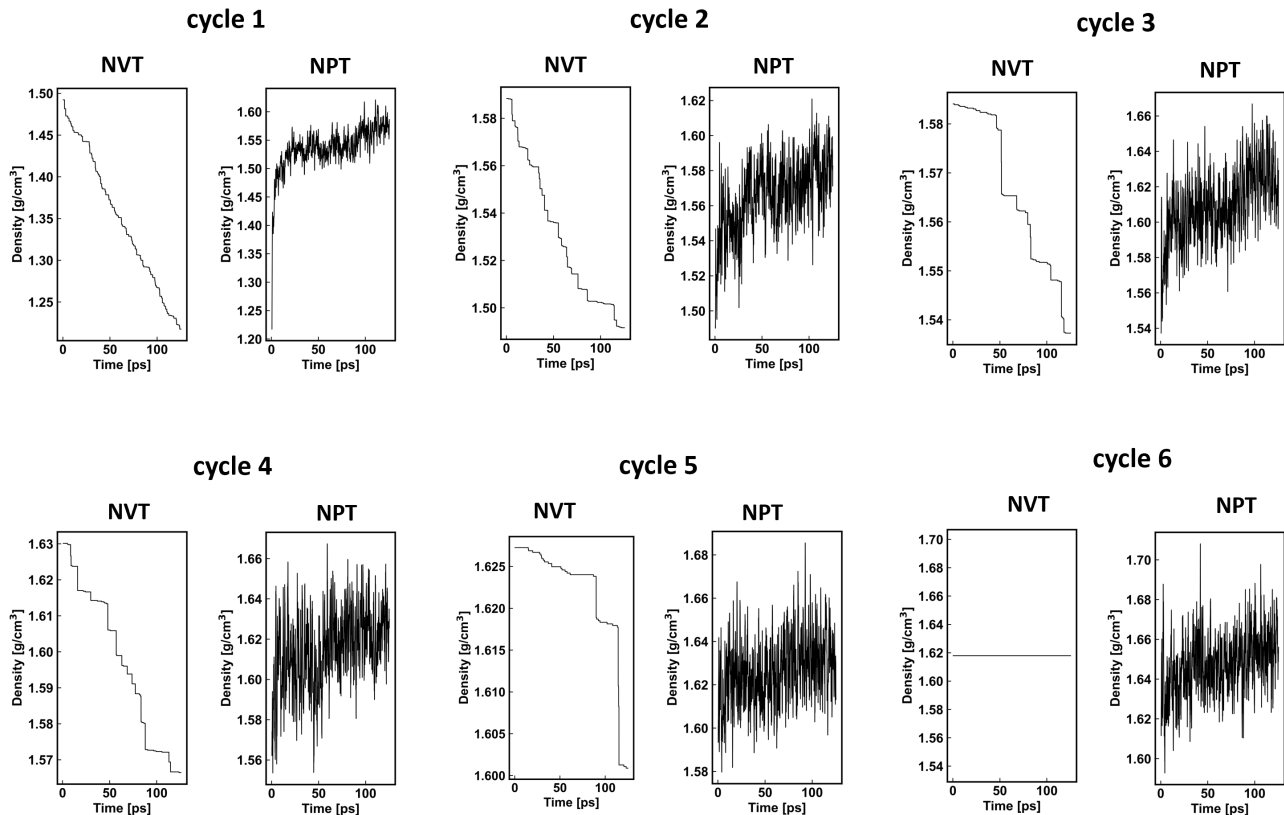 cycle 1
NVT
NPT
Density [g/cm³]
1.50
1.45
1.40
1.35
1.30
1.25
0 50 100
Time [ps]
Density [g/cm³]
1.60
1.55
1.50
1.45
1.40
1.35
1.30
1.25
1.20
0 50 100
Time [ps]
cycle 2
NVT
NPT
Density [g/cm³]
1.58
1.56
1.54
1.52
1.50
0 50 100
Time [ps]
Density [g/cm³]
1.62
1.60
1.58
1.56
1.54
1.52
1.50
0 50 100
Time [ps]
cycle 3
NVT
NPT
Density [g/cm³]
1.58
1.57
1.56
1.55
1.54
0 50 100
Time [ps]
Density [g/cm³]
1.66
1.64
1.62
1.60
1.58
1.56
1.54
0 50 100
Time [ps]
cycle 4
NVT
NPT
Density [g/cm³]
1.63
1.62
1.61
1.60
1.59
1.58
1.57
0 50 100
Time [ps]
Density [g/cm³]
1.66
1.64
1.62
1.60
1.58
1.56
0 50 100
Time [ps]
cycle 5
NVT
NPT
Density [g/cm³]
1.625
1.620
1.615
1.610
1.605
1.600
0 50 100
Time [ps]
Density [g/cm³]
1.68
1.66
1.64
1.62
1.60
1.58
0 50 100
Time [ps]
cycle 6
NVT
NPT
Density [g/cm³]
1.70
1.68
1.66
1.64
1.62
1.60
1.58
1.56
1.54
0 50 100
Time [ps]
Density [g/cm³]
1.70
1.68
1.66
1.64
1.62
1.60
0 50 100
Time [ps]